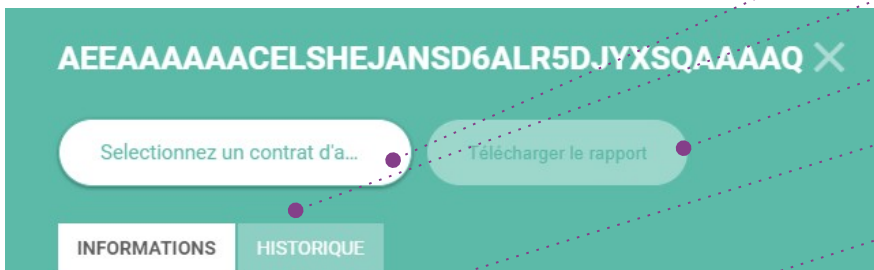 AEEAAAAAACELSHEJANSD6ALR5DJYXSQAAAAQ
Selectionnez un contrat d'a...
Télécharger le rapport
INFORMATIONS
HISTORIQUE